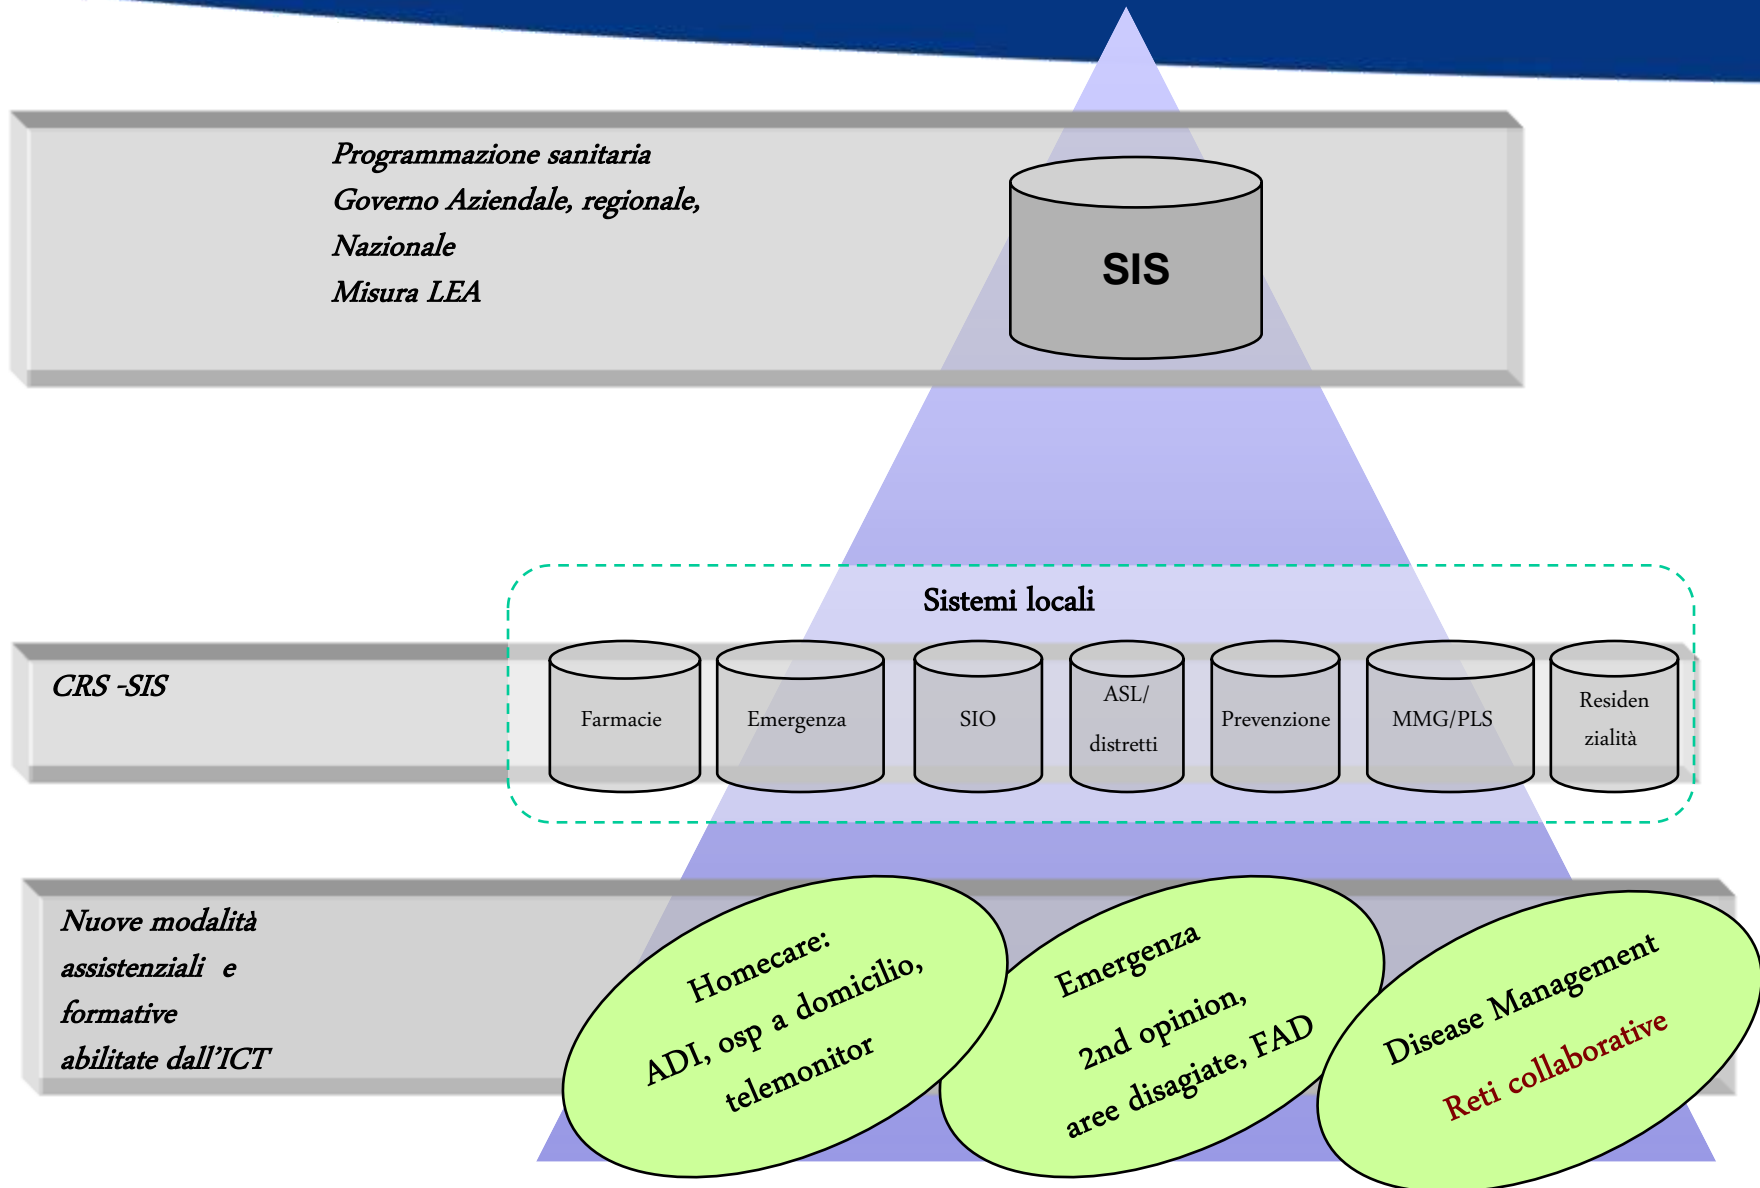 Programmazione sanitaria
Governo Aziendale, regionale,
Nazionale
Misura LEA
SIS
Sistemi locali
CRS -SIS
Farmacie
Emergenza
SIO
ASL/
distretti
Prevenzione
MMG/PLS
Residen
zialità
Nuove modalità
assistenziali e
formative
abilitate dall'ICT
Homecare:
ADI, osp a domicilio,
telemonitor
Emergenza
2nd opinion,
aree disagiate, FAD
Disease Management
Reti collaborative